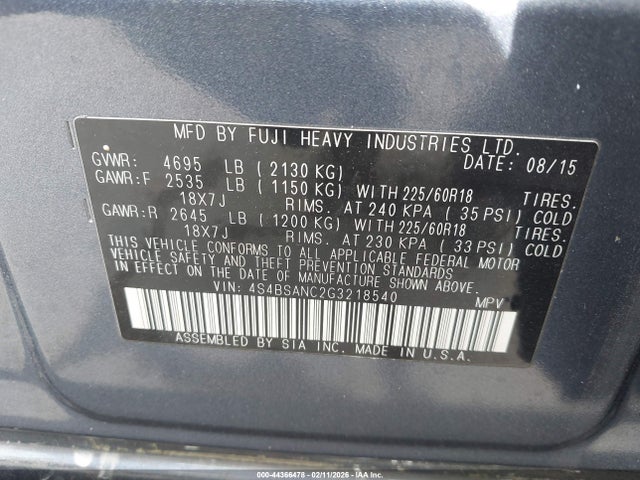 MFD BY FUJI HEAVY INDUSTRIES LTD.
GVWR: 4695 LB ( 2130 KG) DATE: 08/15
GAWR:F 2535 LB ( 1150 KG) WITH 225/60R18 TIRES.
18X7J RIMS. AT 240 KPA ( 35 PSI) COLD
GAWR:R 2645 LB ( 1200 KG) WITH 225/60R18 TIRES.
18X7J RIMS. AT 230 KPA ( 33 PSI) COLD
THIS VEHICLE CONFORMS TO ALL APPLICABLE FEDERAL MOTOR
VEHICLE SAFETY AND THEFT PREVENTION STANDARDS
IN EFFECT ON THE DATE OF MANUFACTURE SHOWN ABOVE.
VIN: 4S4BSANC2G3218540 MPV
ASSEMBLED BY SIA INC. MADE IN U.S.A.
000-44366478 - 02/11/2026 - IAAI.COM